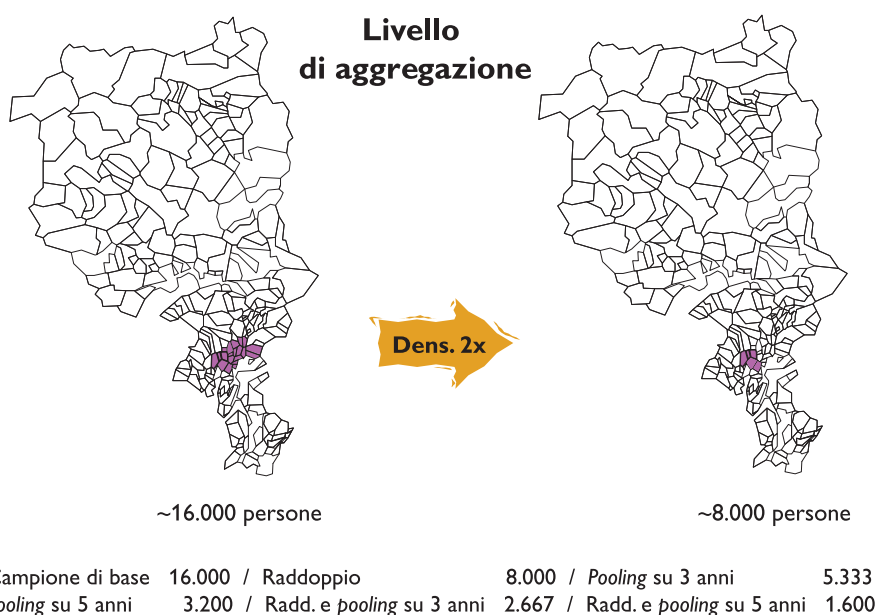 Livello
di aggregazione
Dens. 2x
~16.000 persone
~8.000 persone
Campione di base 16.000 / Raddoppio 8.000 / Pooling su 3 anni 5.333
ooling su 5 anni 3.200 / Radd. e pooling su 3 anni 2.667 / Radd. e pooling su 5 anni 1.600